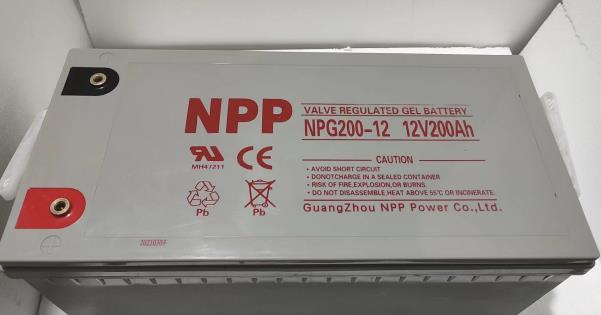 NPP
VALVE REGULATED GEL BATTERY
NPG200-12 12V200Ah
MH47211
CE
CAUTION
• AVOID SHORT CIRCUIT
• DONOTCHARGE IN A SEALED CONTAINER
• RISK OF FIRE,EXPLOSION,OR BURNS.
• DO NOT DISASSEMBLE,HEAT ABOVE 55°C OR INCINERATE.
Pb
Pb
GuangZhou NPP Power Co.,Ltd.